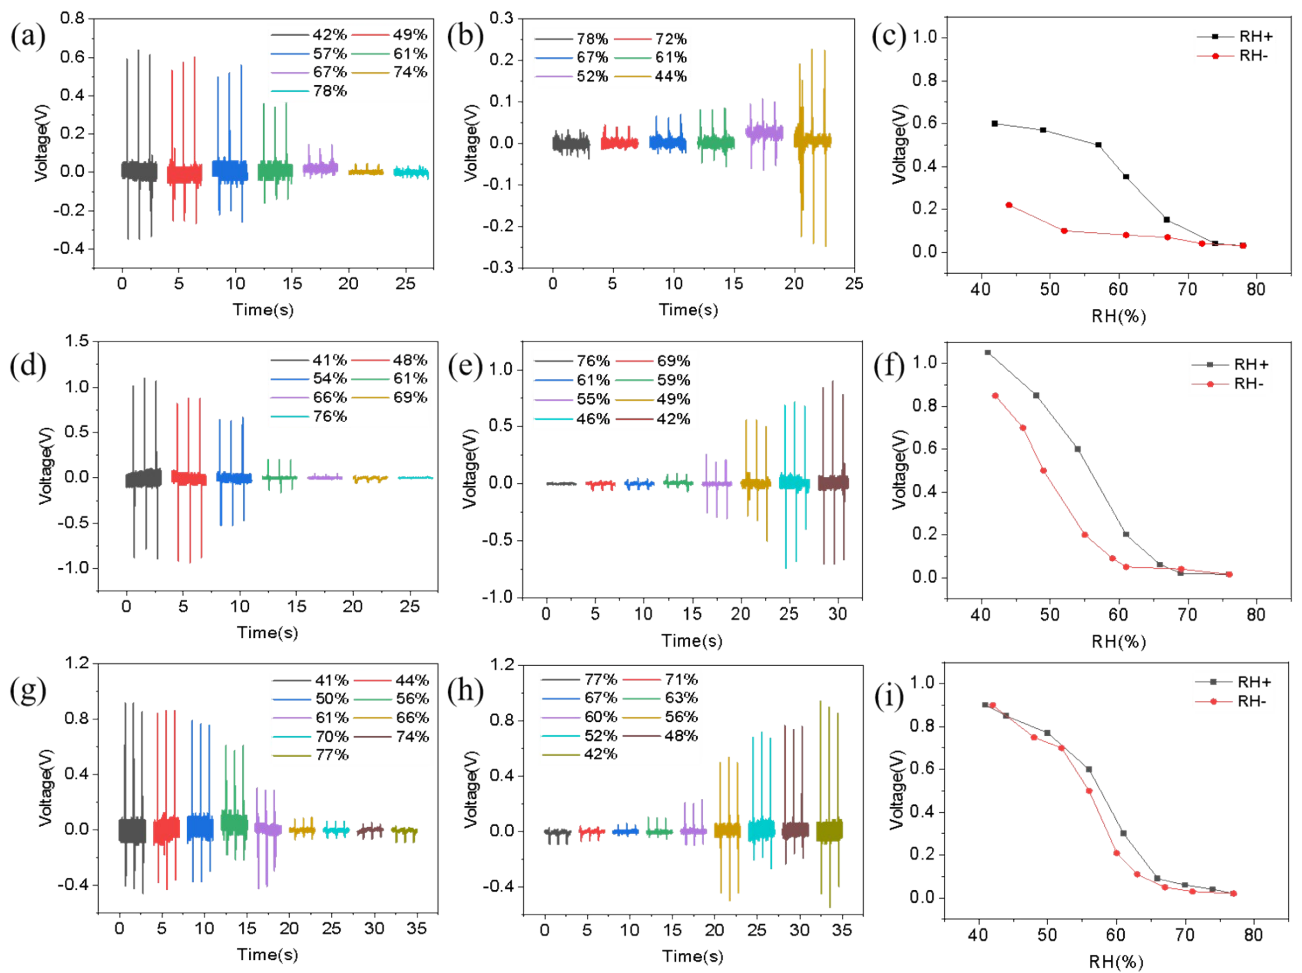 (a)
0.8
0.6
0.4
0.2
0.0
-0.2
-0.4
Voltage(V)
42% 49%
57% 61%
67% 74%
78%
0 5 10 15 20 25
Time(s)
(b)
0.3
0.2
0.1
0.0
-0.1
-0.2
-0.3
Voltage(V)
78% 72%
67% 61%
52% 44%
0 5 10 15 20 25
Time(s)
(c)
1.0
0.8
0.6
0.4
0.2
0.0
Voltage(V)
RH+
RH-
40 50 60 70 80
RH(%)
(d)
1.5
1.0
0.5
0.0
-0.5
-1.0
Voltage(V)
41% 48%
54% 61%
66% 69%
76%
0 5 10 15 20 25
Time(s)
(e)
1.0
0.5
0.0
-0.5
-1.0
Voltage(V)
76% 69%
61% 59%
55% 49%
46% 42%
0 5 10 15 20 25 30
Time(s)
(f)
1.0
0.8
0.6
0.4
0.2
0.0
Voltage(V)
RH+
RH-
40 50 60 70 80
RH(%)
(g)
1.2
0.8
0.4
0.0
-0.4
Voltage(V)
41% 44%
50% 56%
61% 66%
70% 74%
77%
0 5 10 15 20 25 30 35
Time(s)
(h)
1.2
0.8
0.4
0.0
-0.4
Voltage(V)
77% 71%
67% 63%
60% 56%
52% 48%
42%
0 5 10 15 20 25 30 35
Time(s)
(i)
1.0
0.8
0.6
0.4
0.2
0.0
Voltage(V)
RH+
RH-
40 50 60 70 80
RH(%)